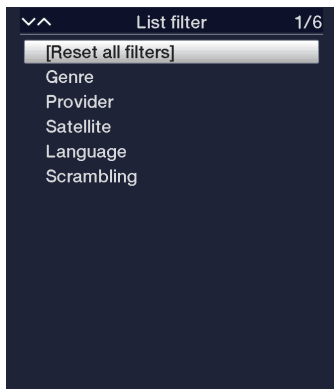 List filter 1/6
[Reset all filters]
Genre
Provider
Satellite
Language
Scrambling